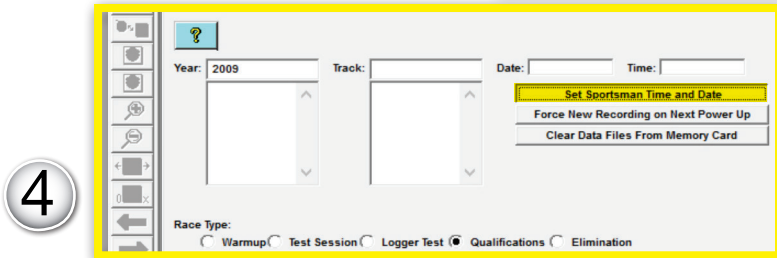 ?
Year: 2009 Track: Date: Time:
Set Sportsman Time and Date
Force New Recording on Next Power Up
Clear Data Files From Memory Card
4
0 x
Race Type:
Warmup Test Session Logger Test Qualifications Elimination